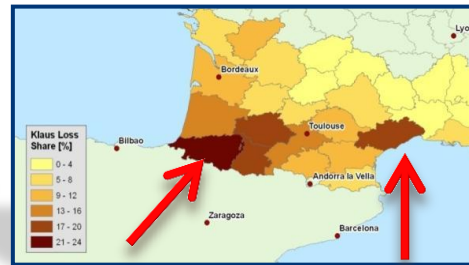 Lyo
Bordeaux
Klaus Loss
Share [%]
0 - 4
5 - 8
9 - 12
13 - 16
17 - 20
21 - 24
Bilbao
Toulouse
Andorra la Vella
Zaragoza
Barcelona